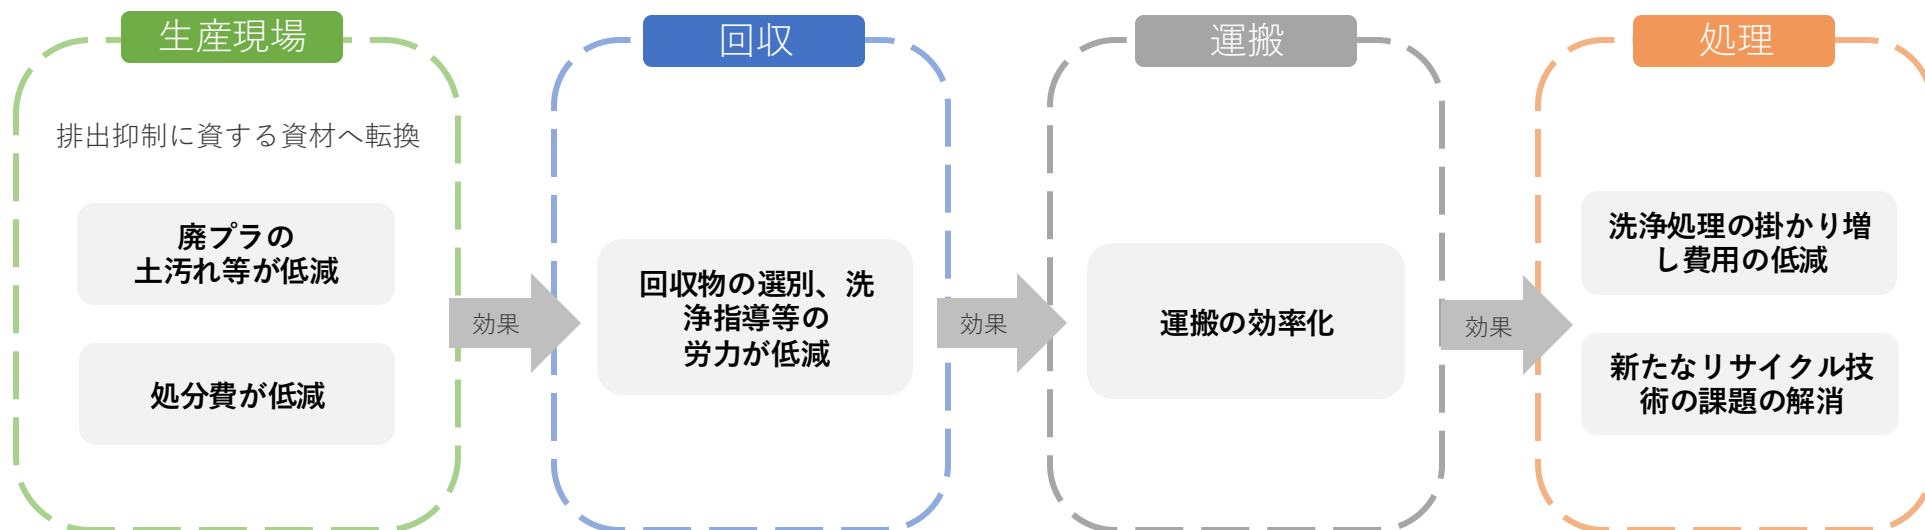 生産現場
排出抑制に資する資材へ転換
廃プラの
土汚れ等が低減
処分費が低減
効果
回収
回収物の選別、洗
浄指導等の
労力が低減
効果
運搬
運搬の効率化
効果
処理
洗浄処理の掛かり増
し費用の低減
新たなリサイクル技
術の課題の解消